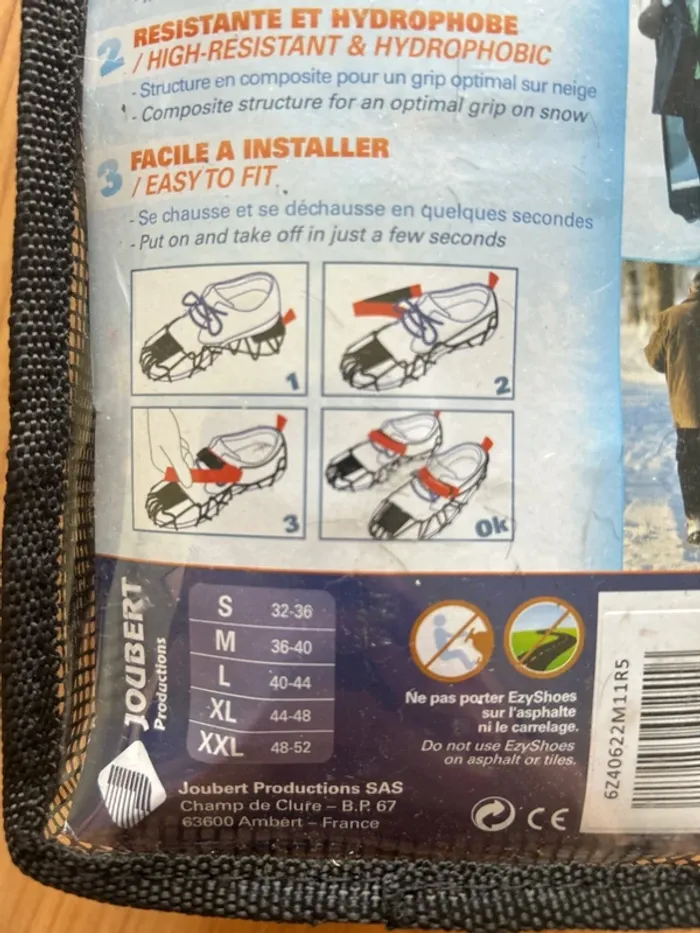 2 RESISTANTE ET HYDROPHOBE
/ HIGH-RESISTANT & HYDROPHOBIC
- Structure en composite pour un grip optimal sur neige
- Composite structure for an optimal grip on snow
3 FACILE A INSTALLER
/ EASY TO FIT
- Se chausse et se déchausse en quelques secondes
- Put on and take off in just a few seconds
1
2
3
Ok
JOUBERT
Productions
S 32-36
M 36-40
L 40-44
XL 44-48
XXL 48-52
Ne pas porter EzyShoes
sur l'asphalte
ni le carrelage.
Do not use EzyShoes
on asphalt or tiles.
6Z40622M11R5
Joubert Productions SAS
Champ de Clure – B.P. 67
63600 Ambert – France
CE